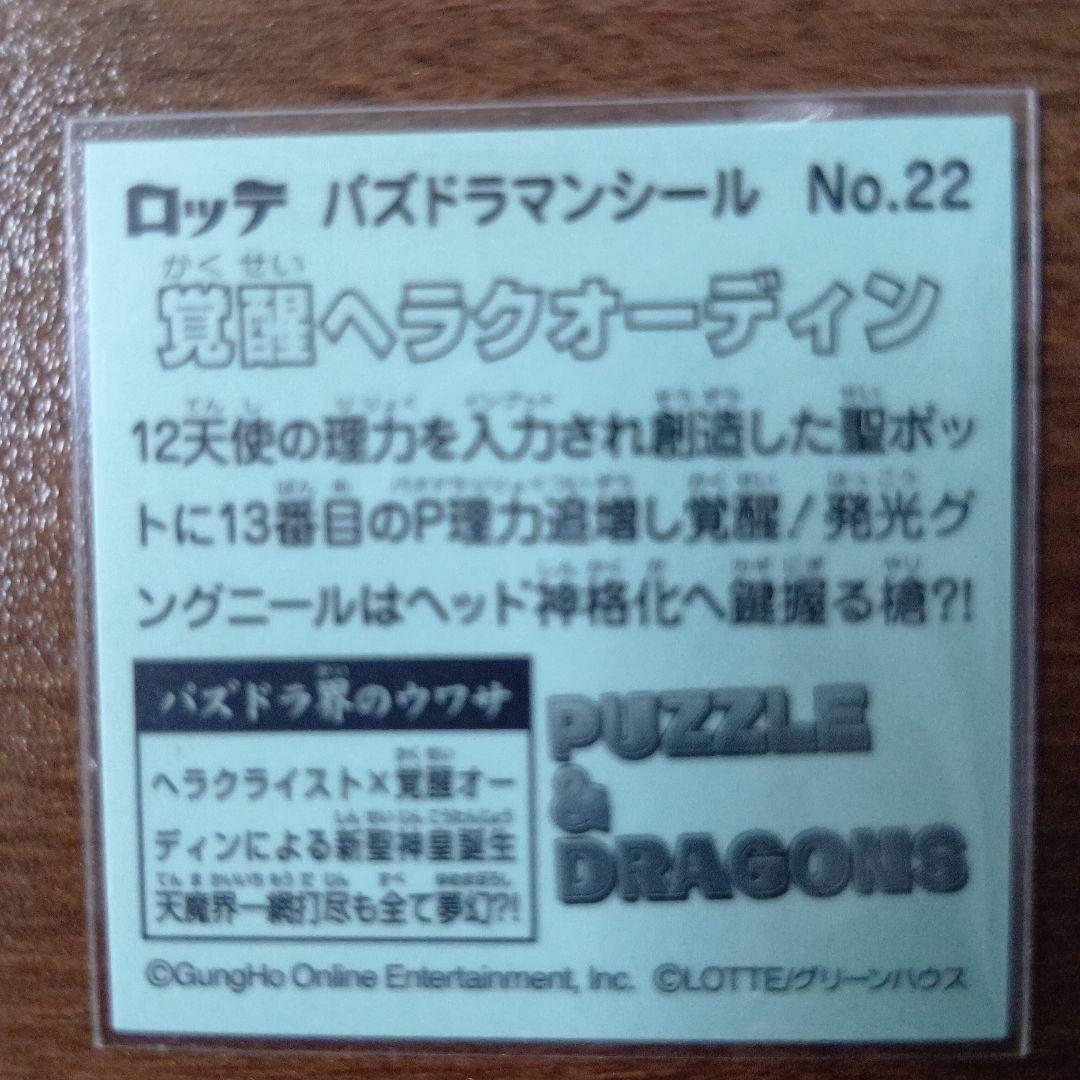 ロッテ パズドラマンシール No.22
かく せい
覚醒ヘラクオーディン
12天使の理力を入力され創造した聖ボッ
トに13番目のP理力追増し覚醒!発光グ
ングニールはヘッド神格化へ鍵握る槍?!
パズドラ界のウワサ
ヘラクライスト×覚醒オー
ディンによる新聖神皇誕生
天魔界一網打尽も全て夢幻?!
PUZZLE
&
DRAGONS
©GungHo Online Entertainment, Inc. ©LOTTE/グリーンハウス